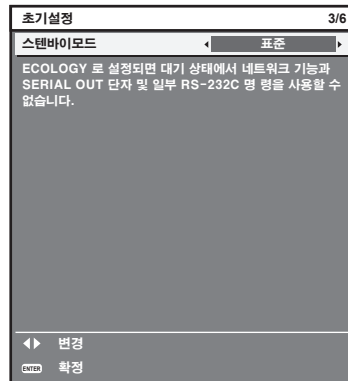 초기설정 3/6
스텐바이모드 표준
ECOLOGY 로 설정되면 대기 상태에서 네트워크 기능과
SERIAL OUT 단자 및 일부 RS-232C 명 령을 사용할 수
없습니다.
변경
ENTER 확정